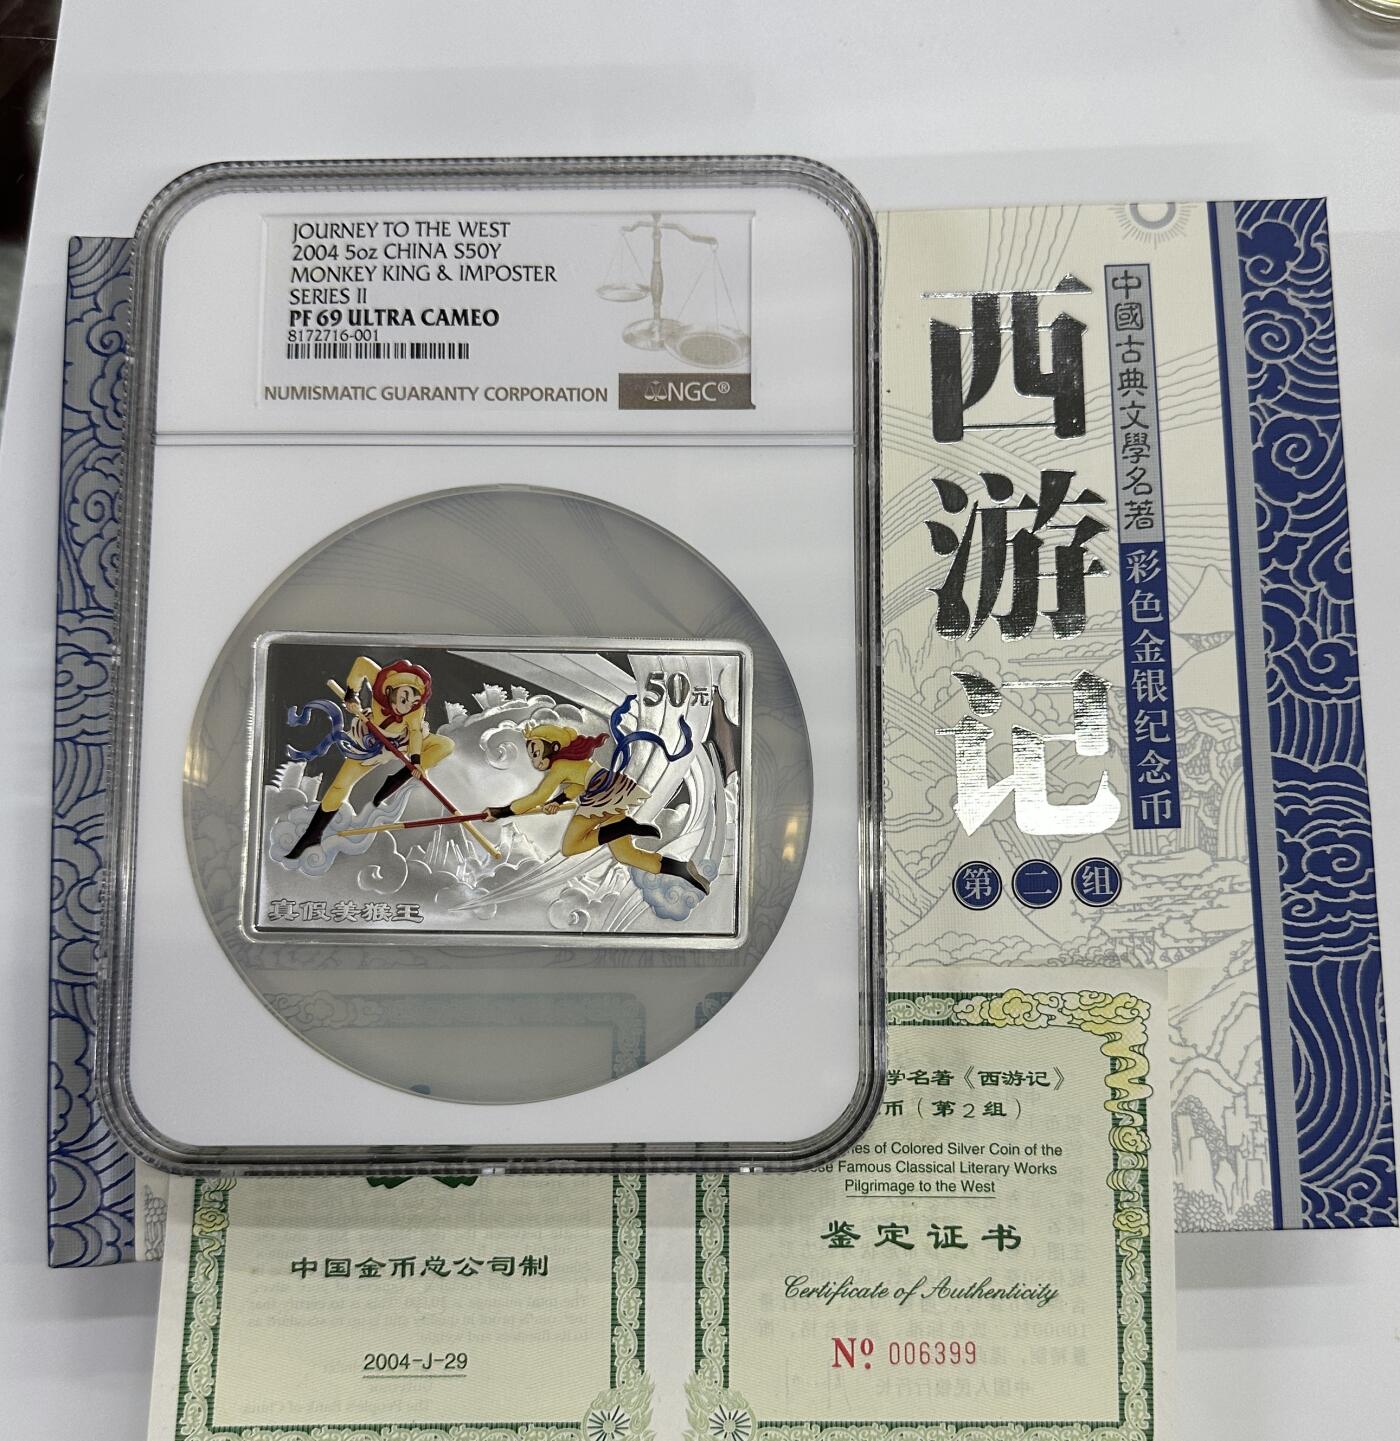 JOURNEY TO THE WEST
2004 5oz CHINA S50Y
MONKEY KING & IMPOSTER
SERIES II
PF 69 ULTRA CAMEO
8172716-001
NUMISMATIC GUARANTY CORPORATION
NGC®
50元
真假美猴王
西游记
中國古典文學名著
彩色金银纪念币
第二组
学名著《西游记》
币（第2组）
of Colored Silver Coin of the
Famous Classical Literary Works
Pilgrimage to the West
鉴定证书
Certificate of Authenticity
Nº 006399
中国金币总公司制
2004-J-29